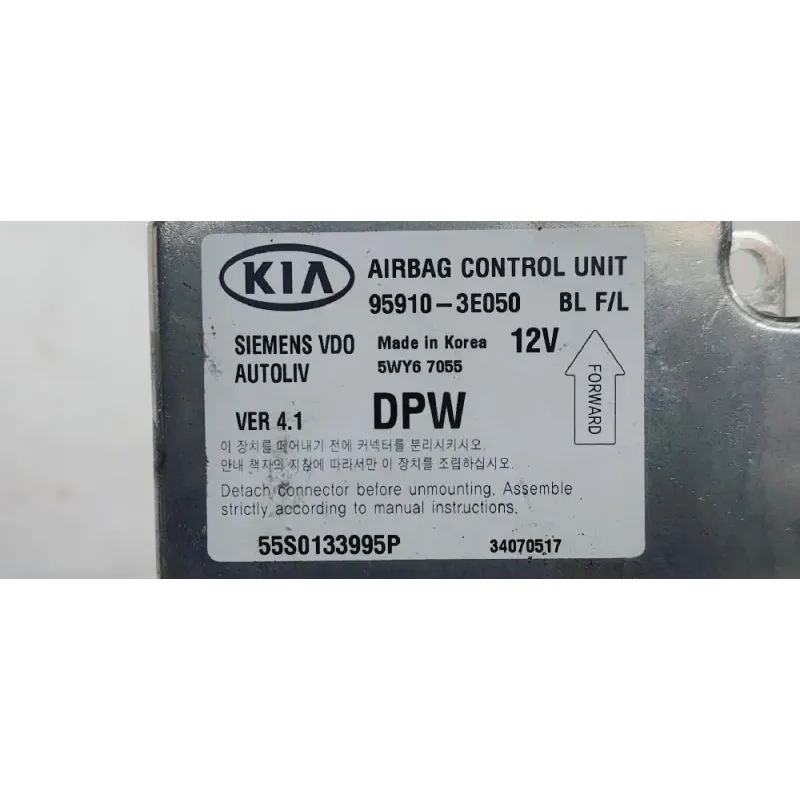 KIA
AIRBAG CONTROL UNIT
95910-3E050 BL F/L
SIEMENS VDO Made in Korea 12V
AUTOLIV 5WY6 7055
FORWARD
VER 4.1 DPW
이 장치를 떼어내기 전에 커넥터를 분리시키시오.
안내 책자의 지침에 따라서만 이 장치를 조립하십시오.
Detach connector before unmounting. Assemble
strictly according to manual instructions.
55S0133995P 34070517